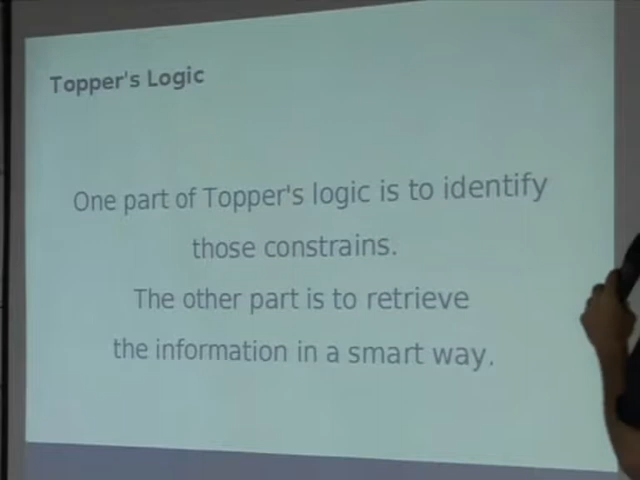 Topper's Logic
One part of Topper's logic is to identify
those constrains.
The other part is to retrieve
the information in a smart way.